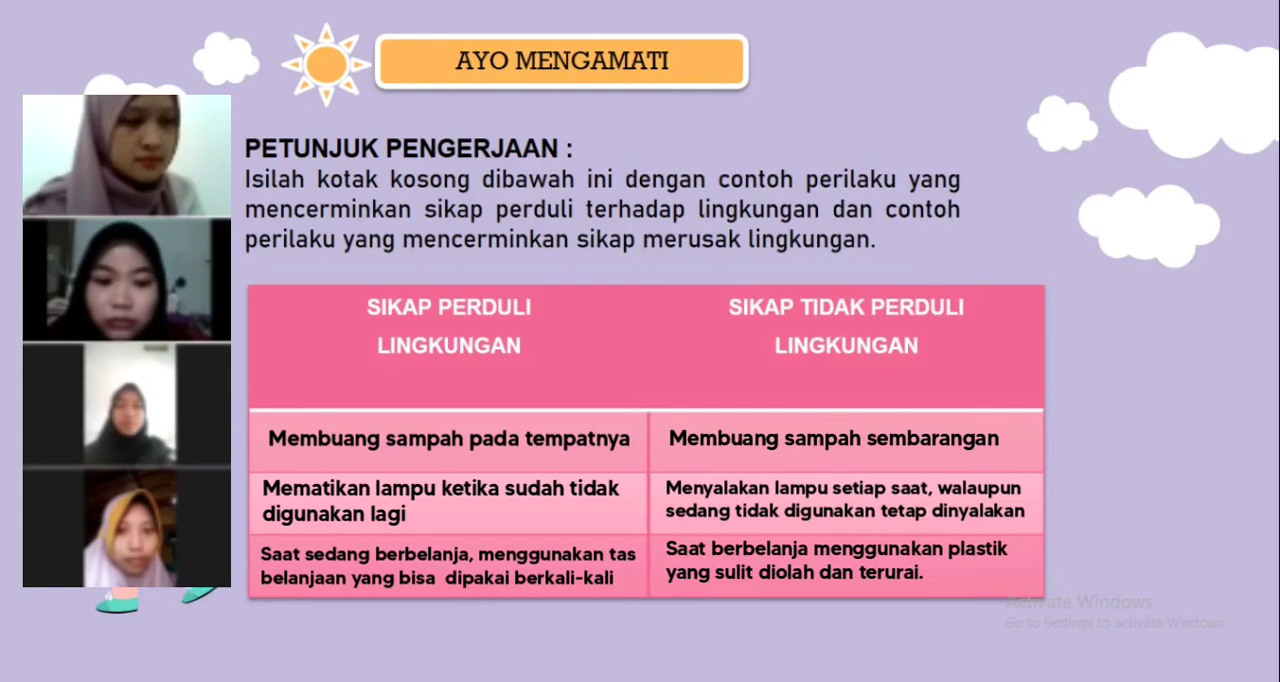 AYO MENGAMATI
PETUNJUK PENGERJAAN :
Isilah kotak kosong dibawah ini dengan contoh perilaku yang
mencerminkan sikap perduli terhadap lingkungan dan contoh
perilaku yang mencerminkan sikap merusak lingkungan.
SIKAP PERDULI
LINGKUNGAN
SIKAP TIDAK PERDULI
LINGKUNGAN
Membuang sampah pada tempatnya
Membuang sampah sembarangan
Mematikan lampu ketika sudah tidak
digunakan lagi
Menyalakan lampu setiap saat, walaupun
sedang tidak digunakan tetap dinyalakan
Saat sedang berbelanja, menggunakan tas
belanjaan yang bisa dipakai berkali-kali
Saat berbelanja menggunakan plastik
yang sulit diolah dan terurai.
Activate Windows
Go to Settings to activate Windows